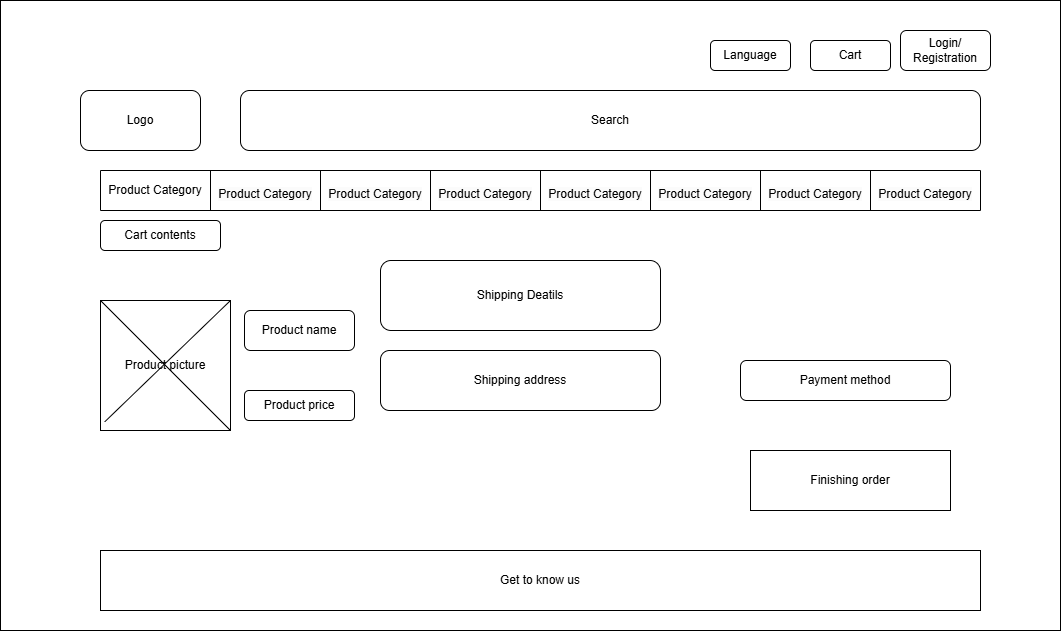 Language
Cart
Login/
Registration
Logo
Search
Product Category
Product Category
Product Category
Product Category
Product Category
Product Category
Product Category
Product Category
Cart contents
Shipping Deatils
Product name
Product picture
Shipping address
Payment method
Product price
Finishing order
Get to know us